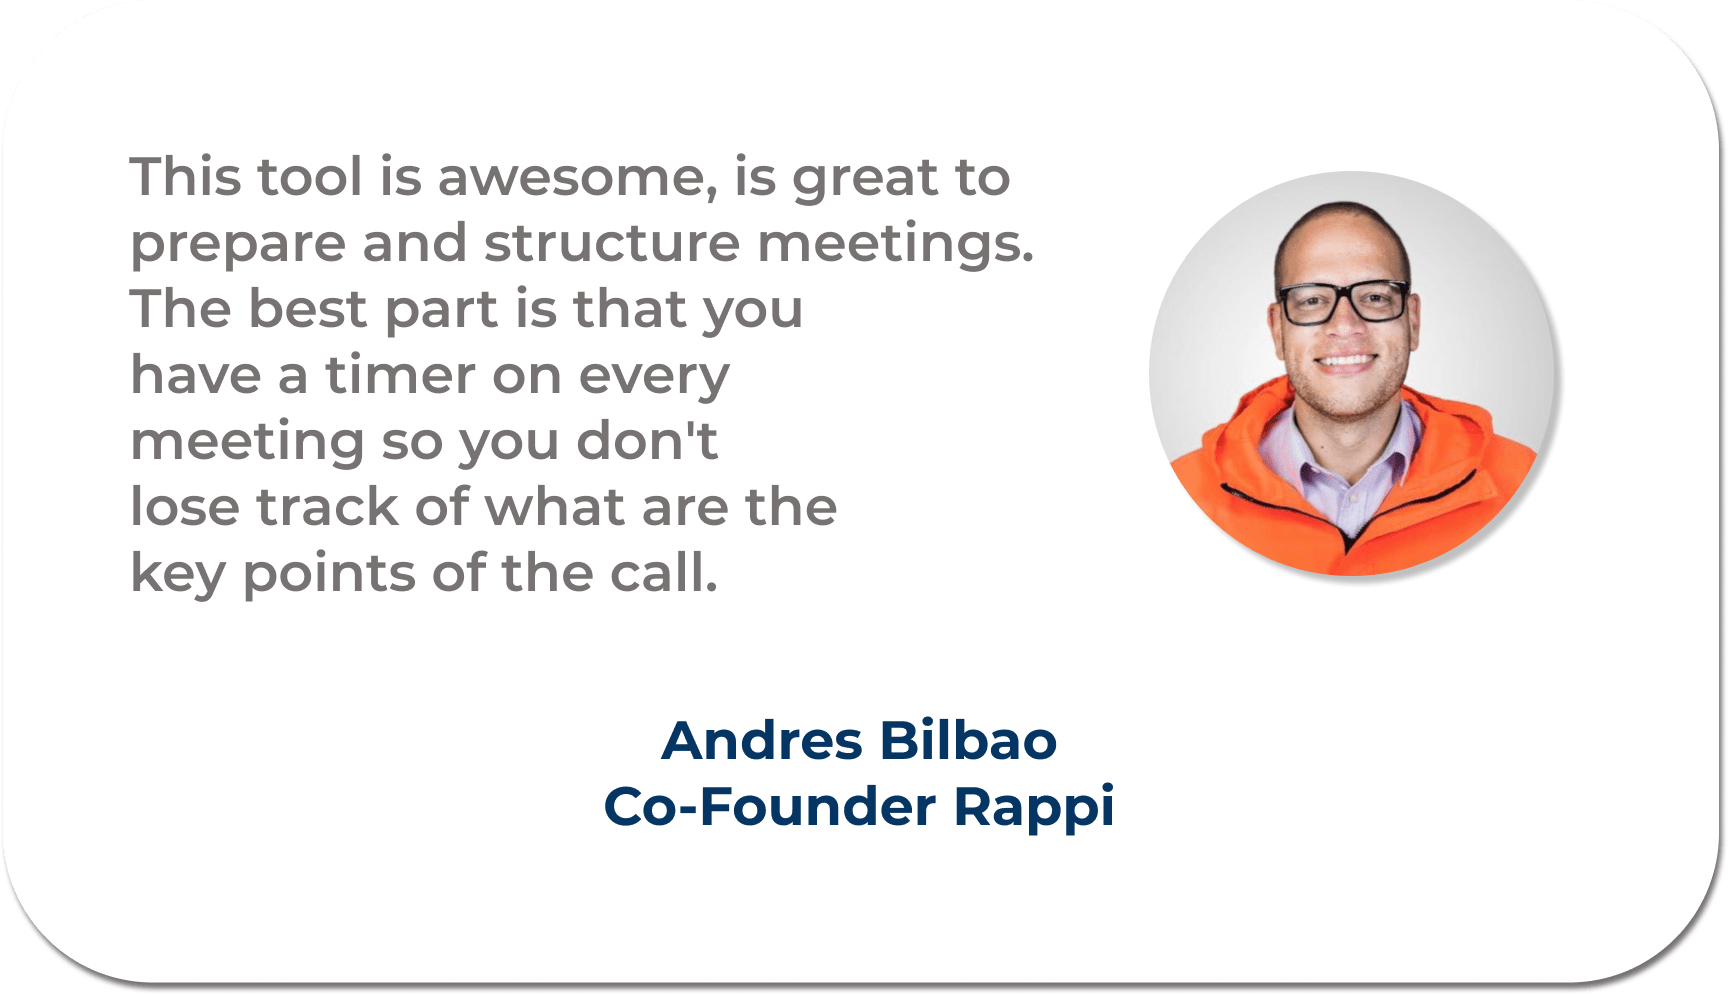 This tool is awesome, is great to
prepare and structure meetings.
The best part is that you
have a timer on every
meeting so you don't
lose track of what are the
key points of the call.
Andres Bilbao
Co-Founder Rappi